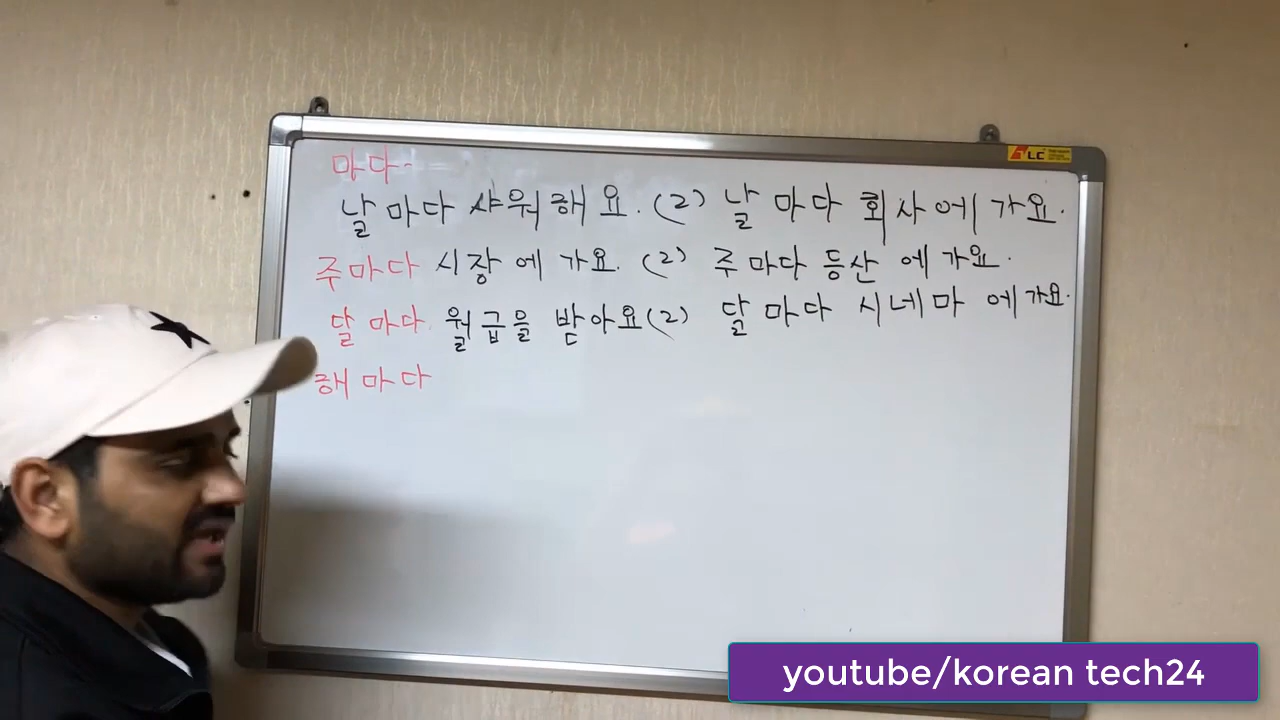 마다-
날마다 샤워해요. (2) 날마다 회사에 가요.
주마다 시장에 가요. (2) 주마다 등산에 가요.
달마다. 월급을 받아요 (2) 달마다 시네마에 가요.
해마다
LC
youtube/korean tech24